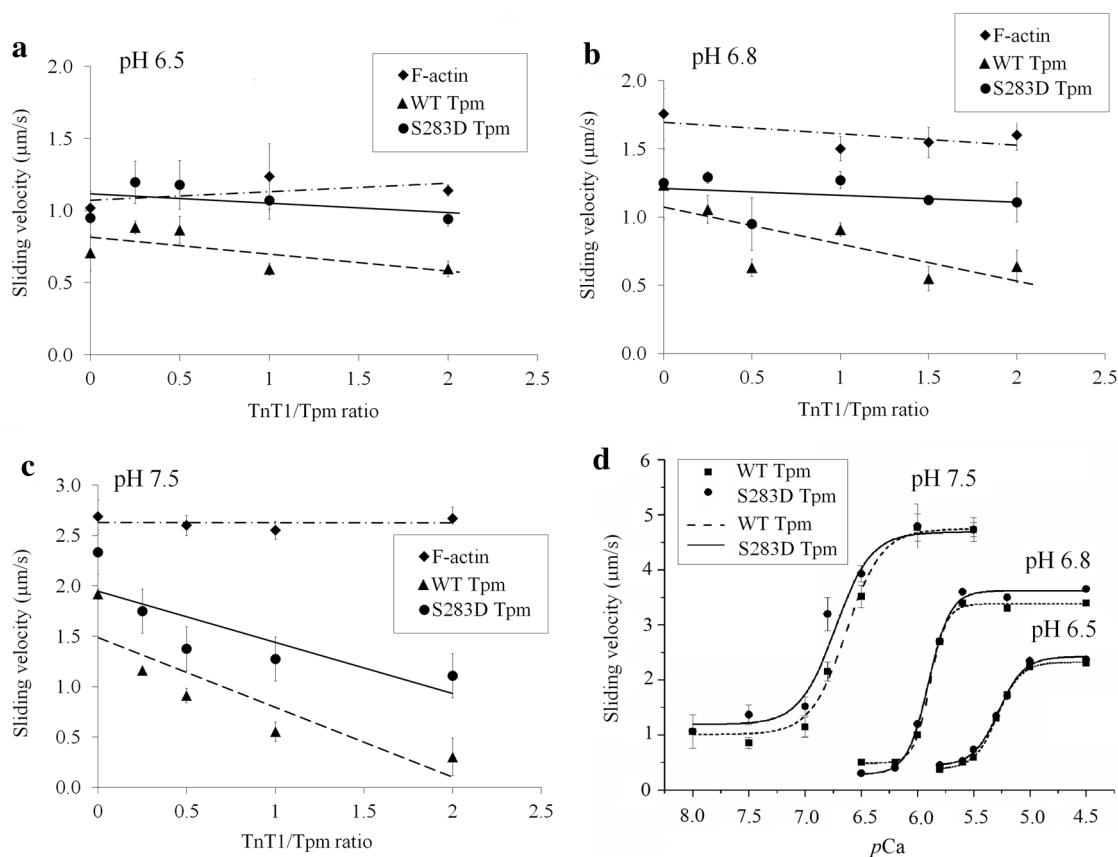 a
pH 6.5
F-actin
WT Tpm
S283D Tpm
Sliding velocity (μm/s)
2.0
1.5
1.0
0.5
0.0
0 0.5 1 1.5 2 2.5
TnT1/Tpm ratio
b
pH 6.8
F-actin
WT Tpm
S283D Tpm
Sliding velocity (μm/s)
2.0
1.5
1.0
0.5
0.0
0 0.5 1 1.5 2 2.5
TnT1/Tpm ratio
c
pH 7.5
F-actin
WT Tpm
S283D Tpm
Sliding velocity (μm/s)
3.0
2.5
2.0
1.5
1.0
0.5
0.0
0 0.5 1 1.5 2 2.5
TnT1/Tpm ratio
d
WT Tpm
S283D Tpm
WT Tpm
S283D Tpm
pH 7.5
pH 6.8
pH 6.5
Sliding velocity (μm/s)
6
5
4
3
2
1
0
8.0 7.5 7.0 6.5 6.0 5.5 5.0 4.5
pCa